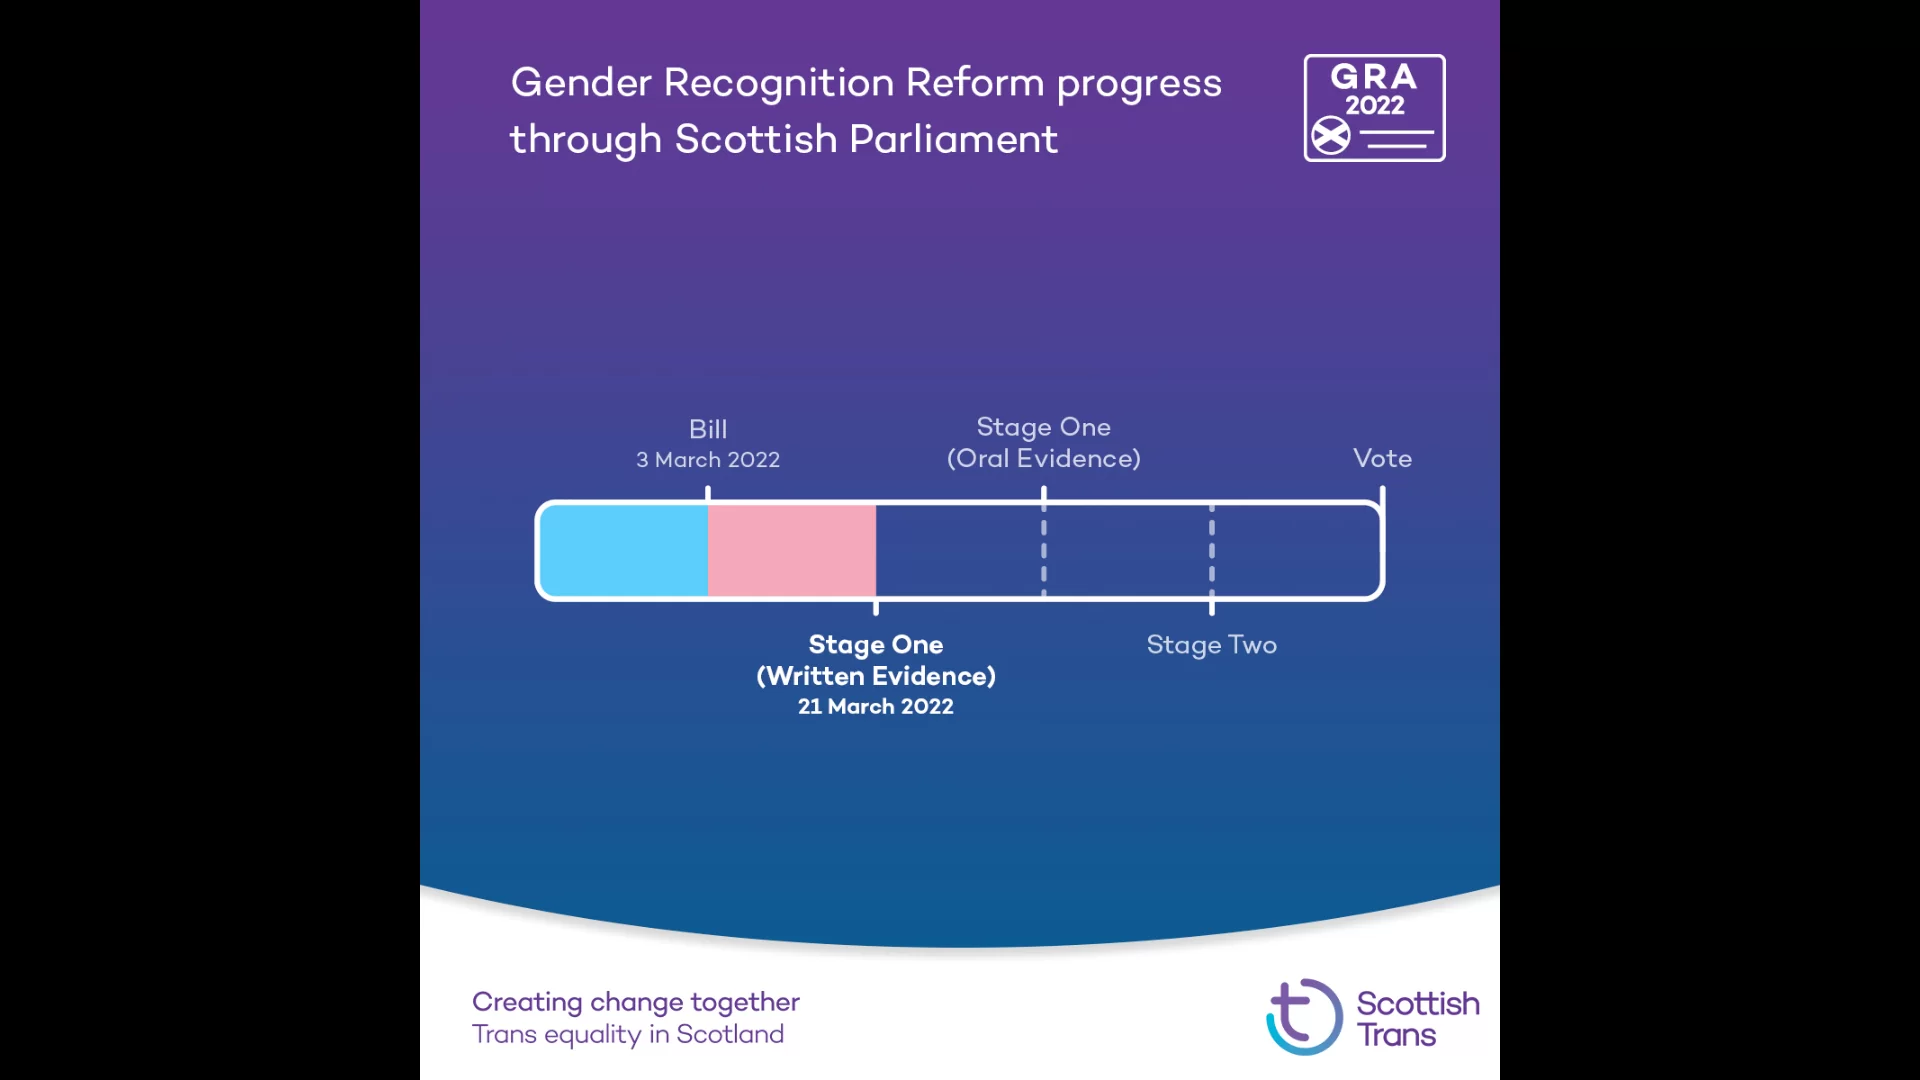 Gender Recognition Reform progress
through Scottish Parliament
GRA
2022
Bill
3 March 2022
Stage One
(Oral Evidence)
Vote
Stage One
(Written Evidence)
21 March 2022
Stage Two
Creating change together
Trans equality in Scotland
Scottish
Trans